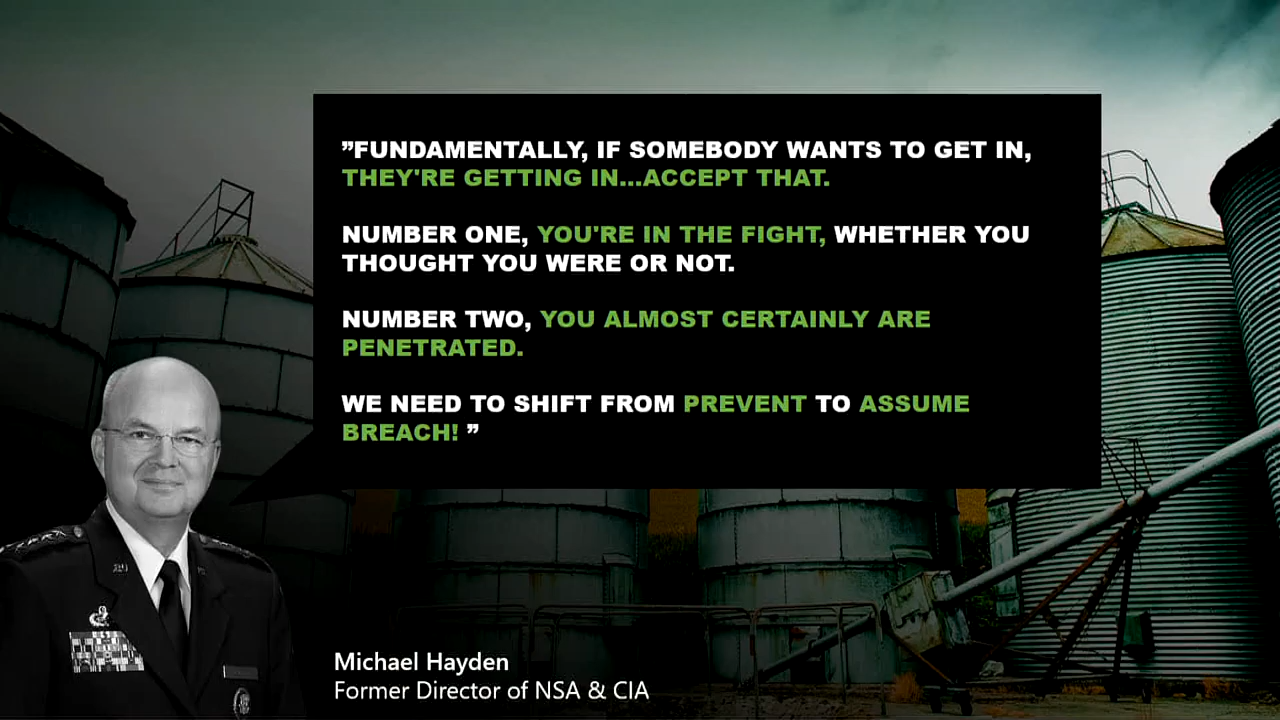 ”FUNDAMENTALLY, IF SOMEBODY WANTS TO GET IN,
THEY'RE GETTING IN...ACCEPT THAT.
NUMBER ONE, YOU'RE IN THE FIGHT, WHETHER YOU
THOUGHT YOU WERE OR NOT.
NUMBER TWO, YOU ALMOST CERTAINLY ARE
PENETRATED.
WE NEED TO SHIFT FROM PREVENT TO ASSUME
BREACH! ”
Michael Hayden
Former Director of NSA & CIA